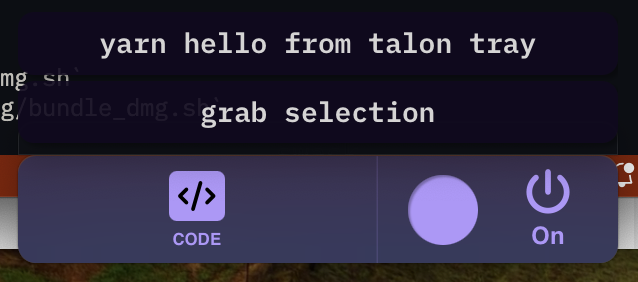 yarn hello from talon tray
mg.sh`
g/bundle_dmg.sh`
grab selection
</>
CODE
On